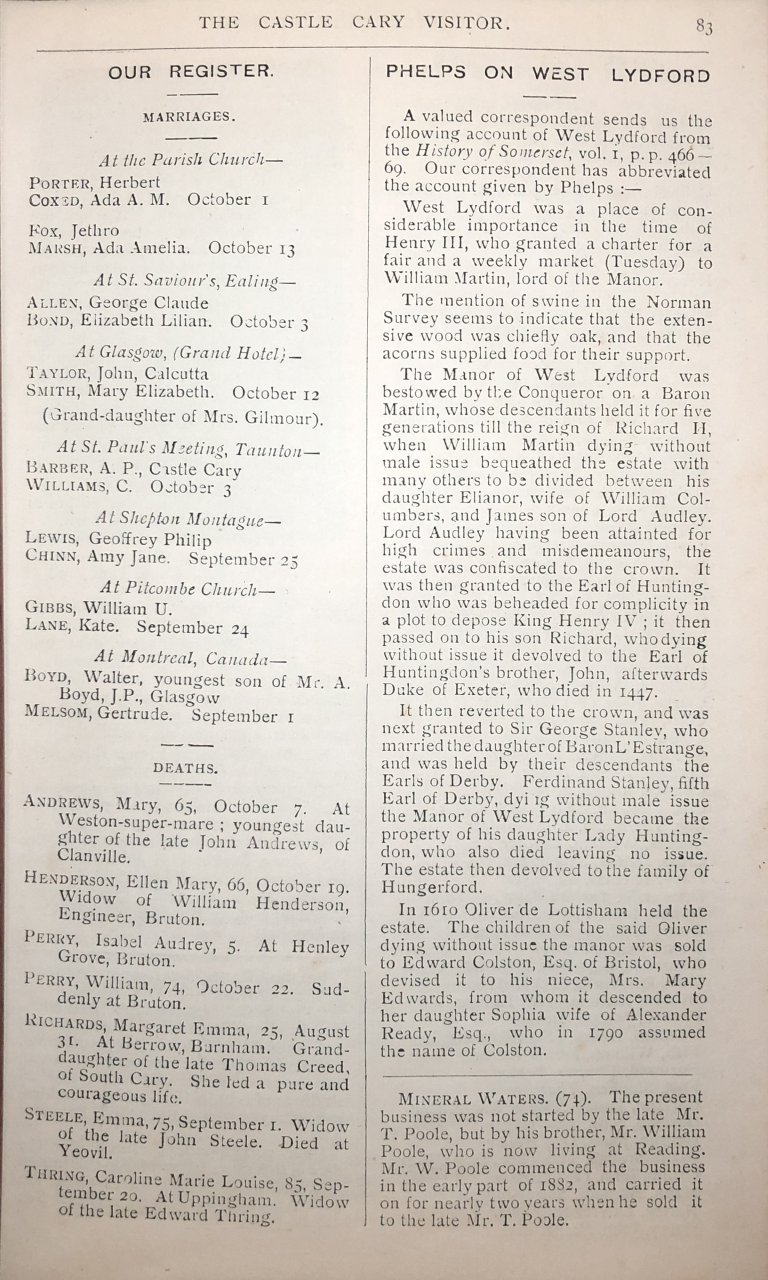 THE CASTLE CARY VISITOR.
83
OUR REGISTER.
MARRIAGES.
At the Parish Church—
PORTER, Herbert
COXED, Ada A. M. October 1
FOX, Jethro
MARSH, Ada Amelia. October 13
At St. Saviour's, Ealing—
ALLEN, George Claude
BOND, Elizabeth Lilian. October 3
At Glasgow, (Grand Hotel)—
TAYLOR, John, Calcutta
SMITH, Mary Elizabeth. October 12
(Grand-daughter of Mrs. Gilmour).
At St. Paul's Meeting, Taunton—
BARBER, A. P., Castle Cary
WILLIAMS, C. October 3
At Shepton Montague—
LEWIS, Geoffrey Philip
CHINN, Amy Jane. September 25
At Pitcombe Church—
GIBBS, William U.
LANE, Kate. September 24
At Montreal, Canada—
BOYD, Walter, youngest son of Mr. A.
Boyd, J.P., Glasgow
MELSOM, Gertrude. September 1
DEATHS.
ANDREWS, Mary, 65, October 7. At
Weston-super-mare ; youngest dau-
ghter of the late John Andrews, of
Clanville.
HENDERSON, Ellen Mary, 66, October 19.
Widow of William Henderson,
Engineer, Bruton.
PERRY, Isabel Audrey, 5. At Henley
Grove, Bruton.
PERRY, William, 74, October 22. Sud-
denly at Bruton.
RICHARDS, Margaret Emma, 25, August
31. At Berrow, Burnham. Grand-
daughter of the late Thomas Creed,
of South Cary. She led a pure and
courageous life.
STEELE, Emma, 75, September 1. Widow
of the late John Steele. Died at
Yeovil.
THRING, Caroline Marie Louise, 85, Sep-
tember 20. At Uppingham. Widow
of the late Edward Thring.
PHELPS ON WEST LYDFORD
A valued correspondent sends us the
following account of West Lydford from
the History of Somerset, vol. 1, p.p. 466—
69. Our correspondent has abbreviated
the account given by Phelps :—
West Lydford was a place of con-
siderable importance in the time of
Henry III, who granted a charter for a
fair and a weekly market (Tuesday) to
William Martin, lord of the Manor.
The mention of swine in the Norman
Survey seems to indicate that the exten-
sive wood was chiefly oak, and that the
acorns supplied food for their support.
The Manor of West Lydford was
bestowed by the Conqueror on a Baron
Martin, whose descendants held it for five
generations till the reign of Richard II,
when William Martin dying without
male issue bequeathed the estate with
many others to be divided between his
daughter Elianor, wife of William Col-
umbers, and James son of Lord Audley.
Lord Audley having been attainted for
high crimes and misdemeanours, the
estate was confiscated to the crown. It
was then granted to the Earl of Hunting-
don who was beheaded for complicity in
a plot to depose King Henry IV ; it then
passed on to his son Richard, who dying
without issue it devolved to the Earl of
Huntingdon's brother, John, afterwards
Duke of Exeter, who died in 1447.
It then reverted to the crown, and was
next granted to Sir George Stanley, who
married the daughter of Baron L'Estrange,
and was held by their descendants the
Earls of Derby. Ferdinand Stanley, fifth
Earl of Derby, dying without male issue
the Manor of West Lydford became the
property of his daughter Lady Hunting-
don, who also died leaving no issue.
The estate then devolved to the family of
Hungerford.
In 1610 Oliver de Lottisham held the
estate. The children of the said Oliver
dying without issue the manor was sold
to Edward Colston, Esq. of Bristol, who
devised it to his niece, Mrs. Mary
Edwards, from whom it descended to
her daughter Sophia wife of Alexander
Ready, Esq., who in 1790 assumed
the name of Colston.
MINERAL WATERS. (74). The present
business was not started by the late Mr.
T. Poole, but by his brother, Mr. William
Poole, who is now living at Reading.
Mr. W. Poole commenced the business
in the early part of 1882, and carried it
on for nearly two years when he sold it
to the late Mr. T. Poole.